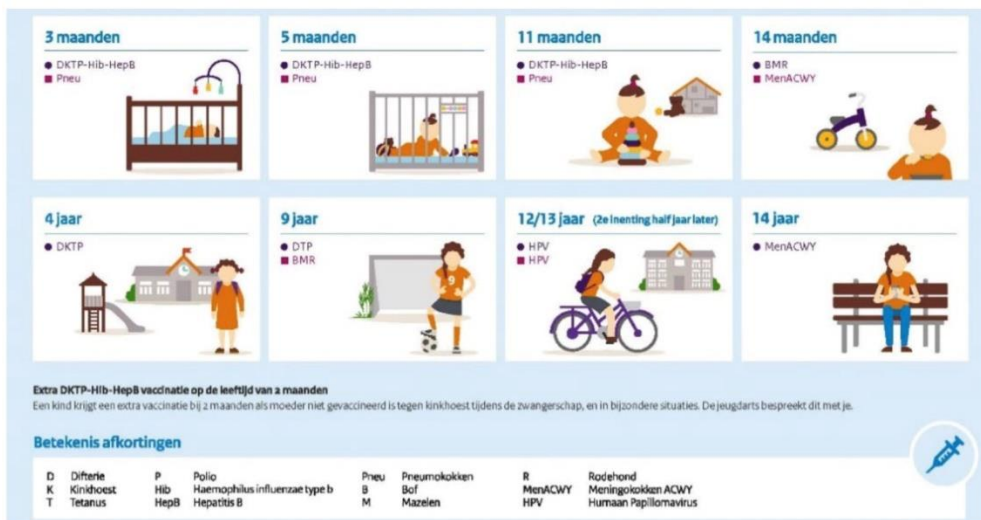 3 maanden
● DKTP-Hib-HepB
■ Pneu
5 maanden
● DKTP-Hib-HepB
■ Pneu
11 maanden
● DKTP-Hib-HepB
■ Pneu
14 maanden
● BMR
■ MenACWY
4 jaar
● DKTP
9 jaar
● DTP
■ BMR
9
12/13 jaar (2e inenting half jaar later)
● HPV
■ HPV
14 jaar
● MenACWY
Extra DKTP-Hib-HepB vaccinatie op de leeftijd van 2 maanden
Een kind krijgt een extra vaccinatie bij 2 maanden als moeder niet gevaccineerd is tegen kinkhoest tijdens de zwangerschap, en in bijzondere situaties. De jeugdarts bespreekt dit met je.
Betekenis afkortingen
D Difterie P Polio Pneu Pneumokokken R Rodehond
K Kinkhoest Hib Haemophilus influenzae type b B Bof MenACWY Meningokokken ACWY
T Tetanus HepB Hepatitis B M Mazelen HPV Humaan Papillomavirus